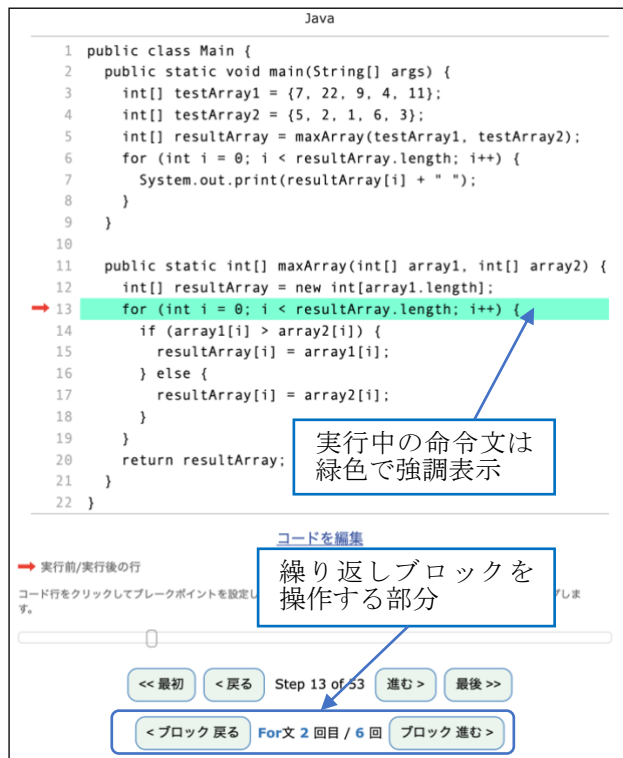 Java
1 public class Main {
2 public static void main(String[] args) {
3 int[] testArray1 = {7, 22, 9, 4, 11};
4 int[] testArray2 = {5, 2, 1, 6, 3};
5 int[] resultArray = maxArray(testArray1, testArray2);
6 for (int i = 0; i < resultArray.length; i++) {
7 System.out.print(resultArray[i] + " ");
8 }
9 }
10
11 public static int[] maxArray(int[] array1, int[] array2) {
12 int[] resultArray = new int[array1.length];
13 for (int i = 0; i < resultArray.length; i++) {
14 if (array1[i] > array2[i]) {
15 resultArray[i] = array1[i];
16 } else {
17 resultArray[i] = array2[i];
18 }
19 }
20 return resultArray;
21 }
22 }
実行中の命令文は
緑色で強調表示
コードを編集
実行前/実行後の行
繰り返しブロックを
操作する部分
コード行をクリックしてブレークポイントを設定し
プしま
す。
<< 最初 < 戻る Step 13 of 53 進む > 最後 >>
< ブロック 戻る For文 2 回目 / 6 回 ブロック 進む >